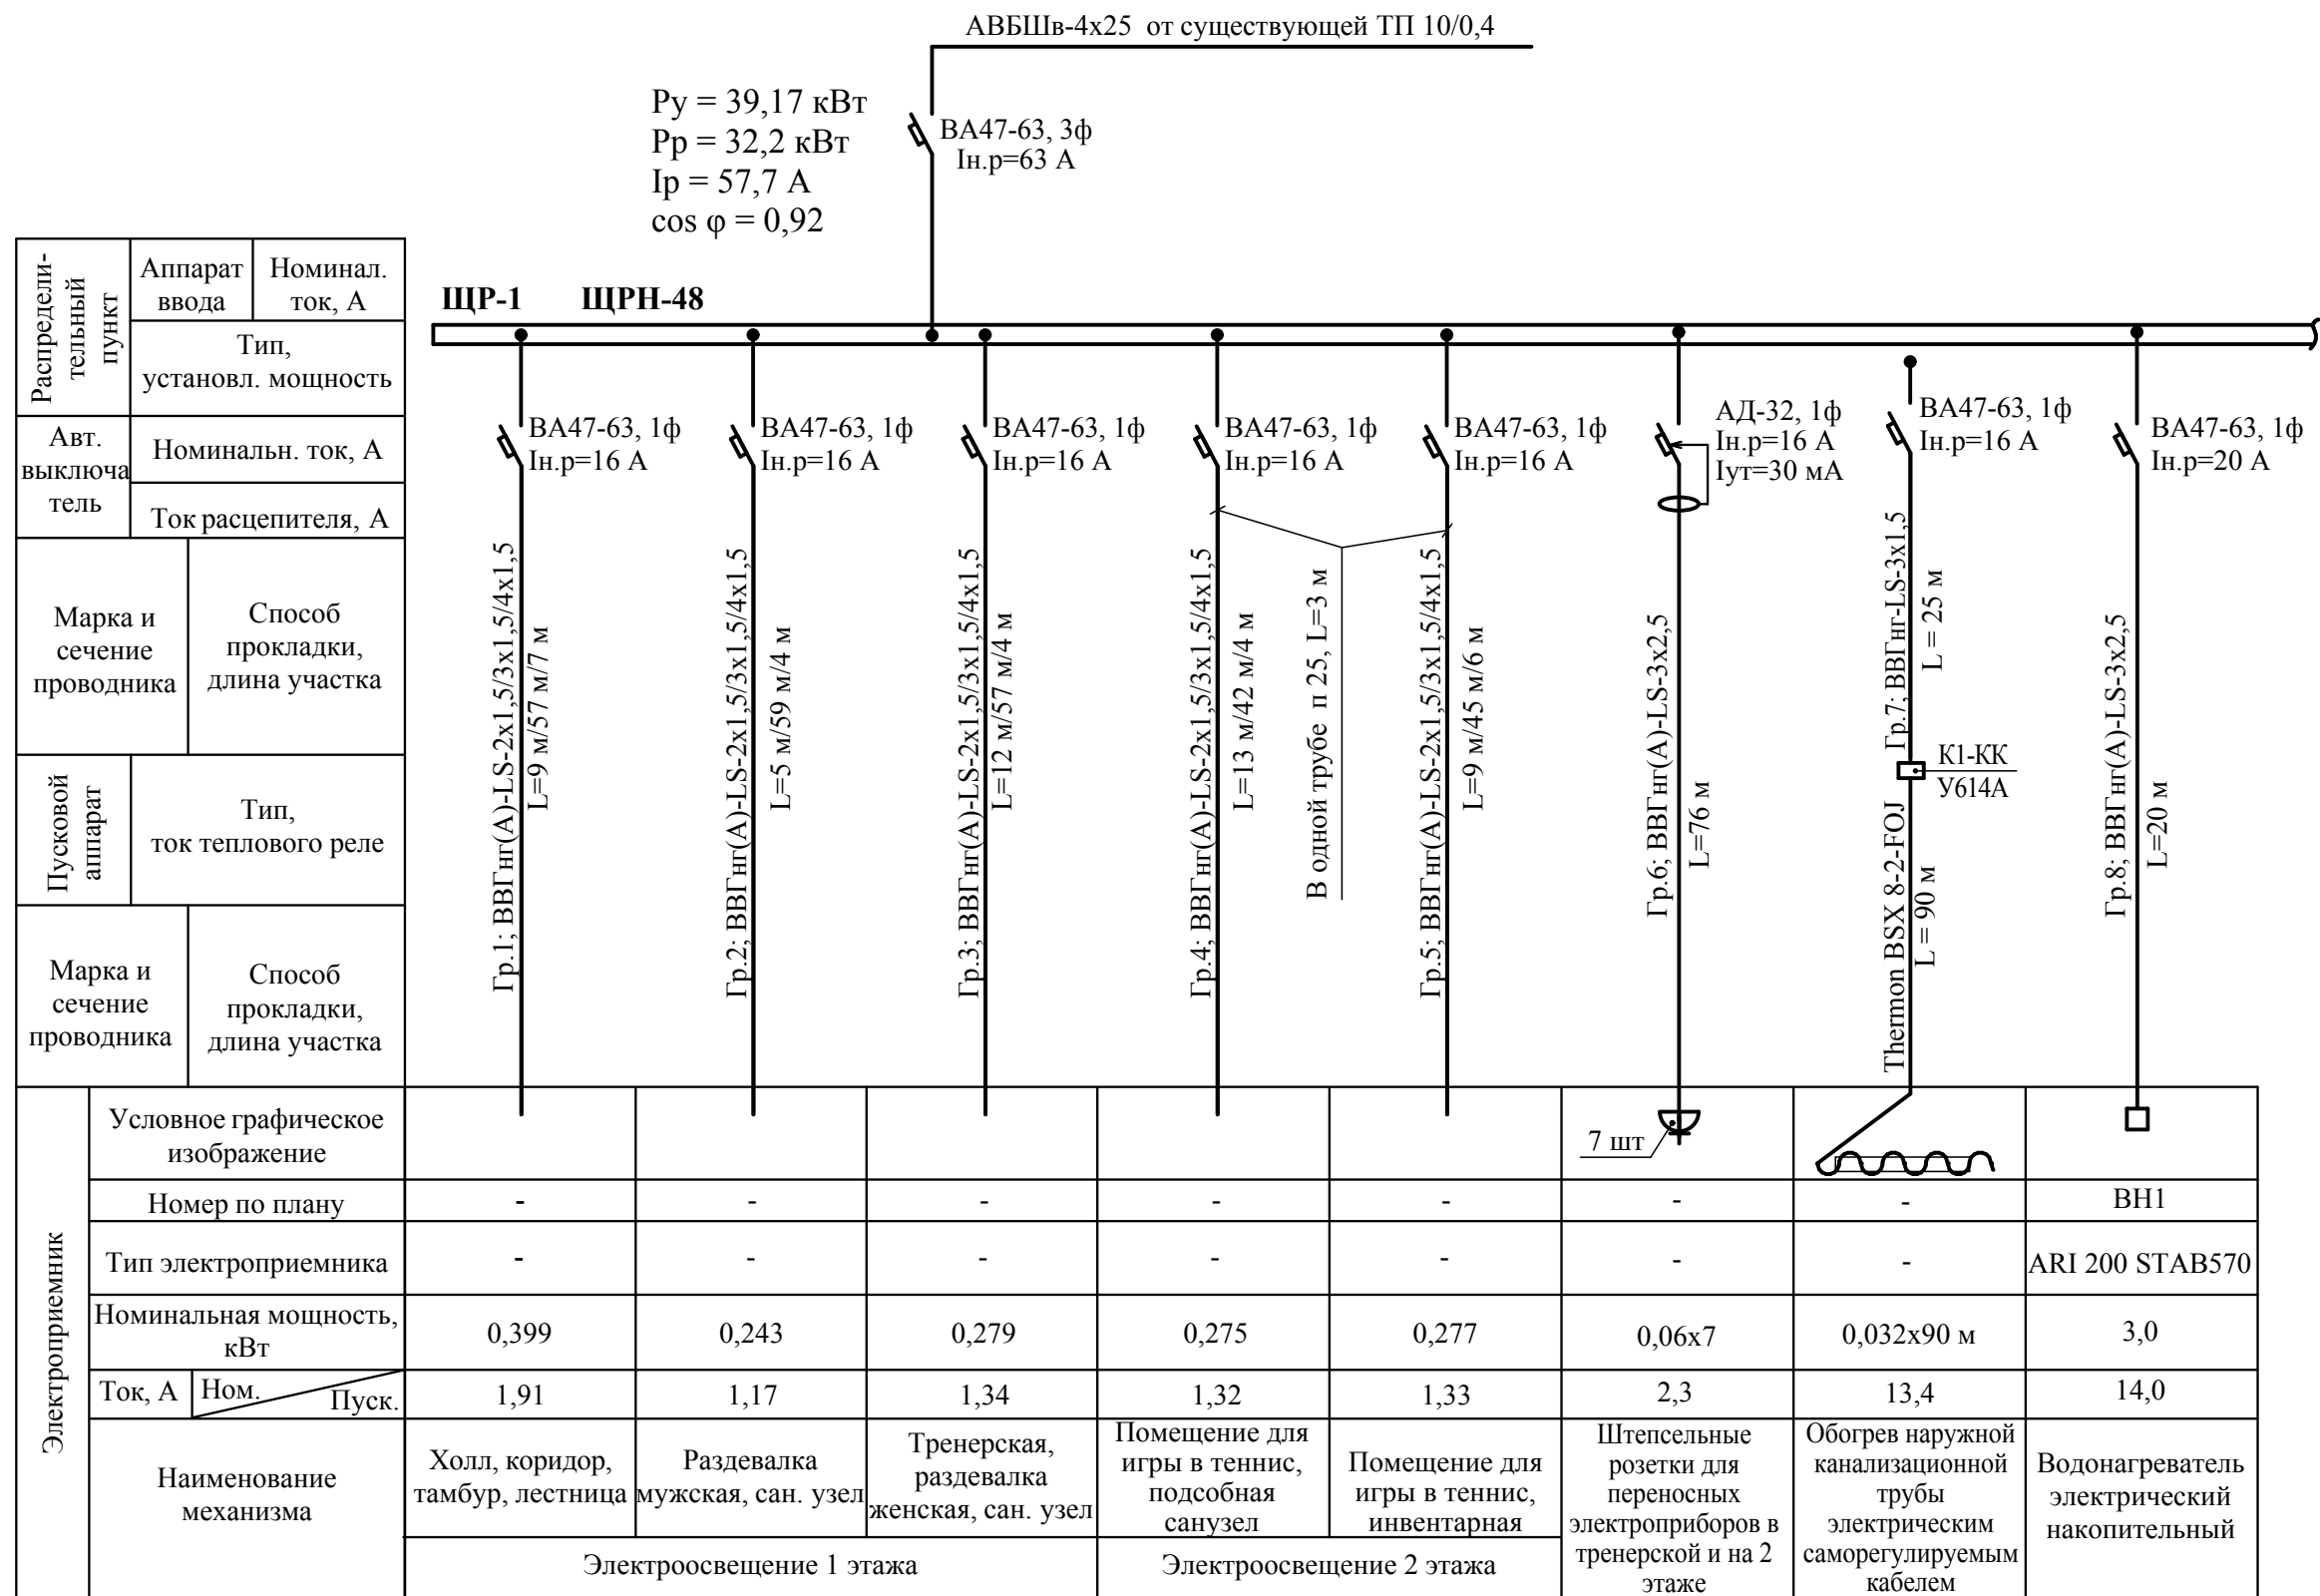 АВБШв-4х25 от существующей ТП 10/0,4
Ру = 39,17 кВт
Рр = 32,2 кВт
Iр = 57,7 А
cos φ = 0,92
ВА47-63, 3ф
Iн.р=63 А
Распредели-
тельный
пункт
Аппарат
ввода
Номинал.
ток, А
Тип,
установл. мощность
ЩР-1 ЩРН-48
Авт.
выключа
тель
Номинальн. ток, А
Ток расцепителя, А
ВА47-63, 1ф
Iн.р=16 А
ВА47-63, 1ф
Iн.р=16 А
ВА47-63, 1ф
Iн.р=16 А
ВА47-63, 1ф
Iн.р=16 А
ВА47-63, 1ф
Iн.р=16 А
АД-32, 1ф
Iн.р=16 А
Iут=30 мА
ВА47-63, 1ф
Iн.р=16 А
ВА47-63, 1ф
Iн.р=20 А
Марка и
сечение
проводника
Способ
прокладки,
длина участка
Пусковой
аппарат
Тип,
ток теплового реле
Марка и
сечение
проводника
Способ
прокладки,
длина участка
Гр.1; ВВГнг(А)-LS-2х1,5/3х1,5/4х1,5
L=9 м/57 м/7 м
Гр.2; ВВГнг(А)-LS-2х1,5/3х1,5/4х1,5
L=5 м/59 м/4 м
Гр.3; ВВГнг(А)-LS-2х1,5/3х1,5/4х1,5
L=12 м/57 м/4 м
Гр.4; ВВГнг(А)-LS-2х1,5/3х1,5/4х1,5
L=13 м/42 м/4 м
В одной трубе п 25, L=3 м
Гр.5; ВВГнг(А)-LS-2х1,5/3х1,5/4х1,5
L=9 м/45 м/6 м
Гр.6; ВВГнг(А)-LS-3х2,5
L=76 м
Гр.7; ВВГнг-LS-3х1,5
L = 25 м
К1-КК
У614А
Thermon BSX 8-2-FOJ
L = 90 м
Гр.8; ВВГнг(А)-LS-3х2,5
L=20 м
Электроприемник
Условное графическое
изображение
7 шт
Номер по плану
- - - - - - - ВН1
Тип электроприемника
- - - - - - - ARI 200 STAB570
Номинальная мощность,
кВт
0,399 0,243 0,279 0,275 0,277 0,06х7 0,032х90 м 3,0
Ток, А Ном. Пуск.
1,91 1,17 1,34 1,32 1,33 2,3 13,4 14,0
Наименование
механизма
Холл, коридор,
тамбур, лестница
Раздевалка
мужская, сан. узел
Тренерская,
раздевалка
женская, сан. узел
Помещение для
игры в теннис,
подсобная
санузел
Помещение для
игры в теннис,
инвентарная
Штепсельные
розетки для
переносных
электроприборов в
тренерской и на 2
этаже
Обогрев наружной
канализационной
трубы
электрическим
саморегулируемым
кабелем
Водонагреватель
электрический
накопительный
Электроосвещение 1 этажа
Электроосвещение 2 этажа